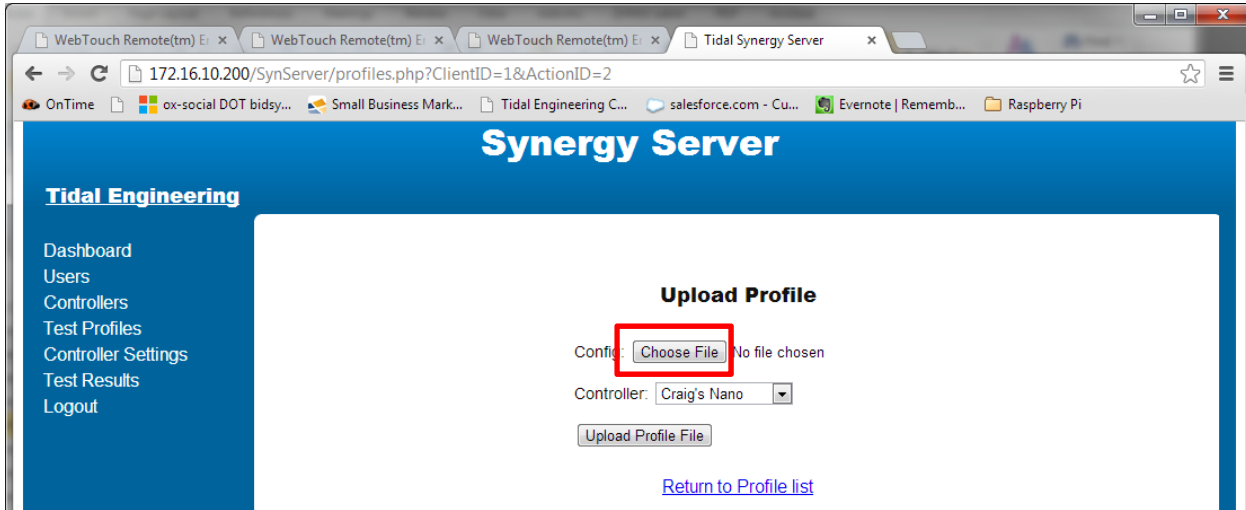 WebTouch Remote(tm) Er WebTouch Remote(tm) Er WebTouch Remote(tm) Er Tidal Synergy Server
172.16.10.200/SynServer/profiles.php?ClientID=1&ActionID=2
OnTime ox-social DOT bidsy... Small Business Mark... Tidal Engineering C... salesforce.com - Cu... Evernote | Rememb... Raspberry Pi
Synergy Server
Tidal Engineering
Dashboard
Users
Controllers
Test Profiles
Controller Settings
Test Results
Logout
Upload Profile
Config: Choose File No file chosen
Controller: Craig's Nano
Upload Profile File
Return to Profile list